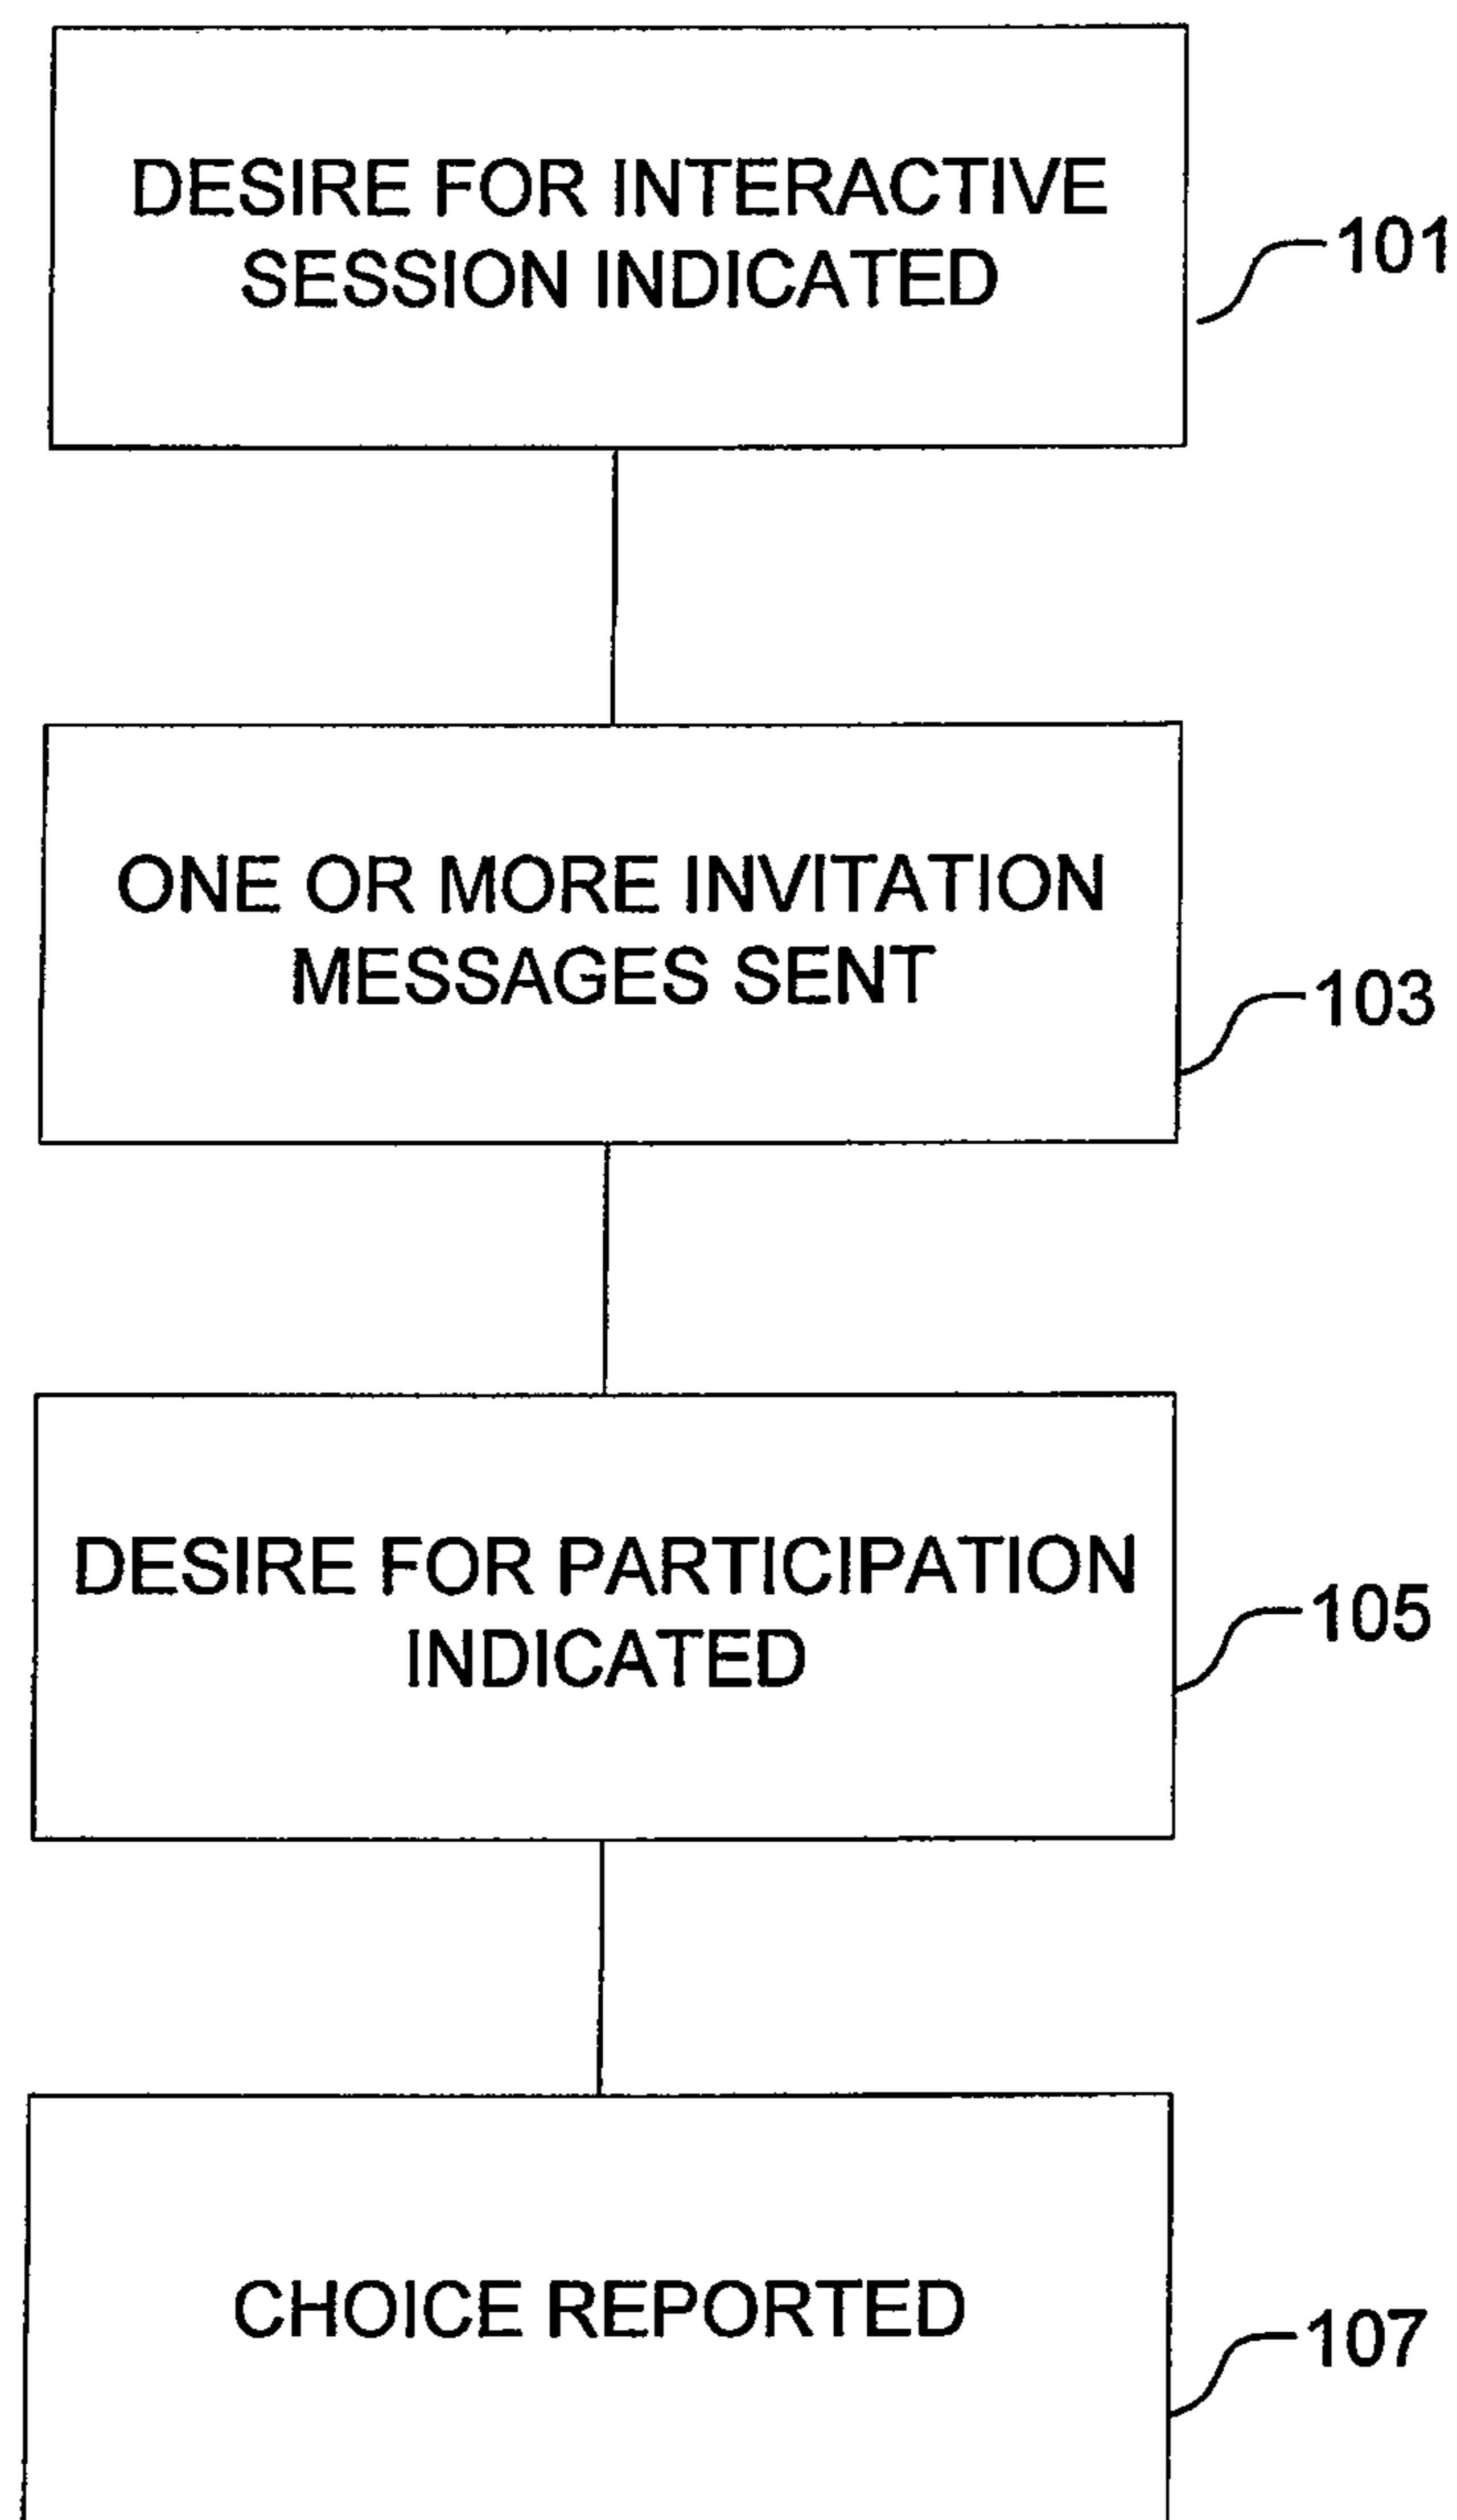 DESIRE FOR INTERACTIVE
SESSION INDICATED
101
ONE OR MORE INVITATION
MESSAGES SENT
103
DESIRE FOR PARTICIPATION
INDICATED
105
CHOICE REPORTED
107